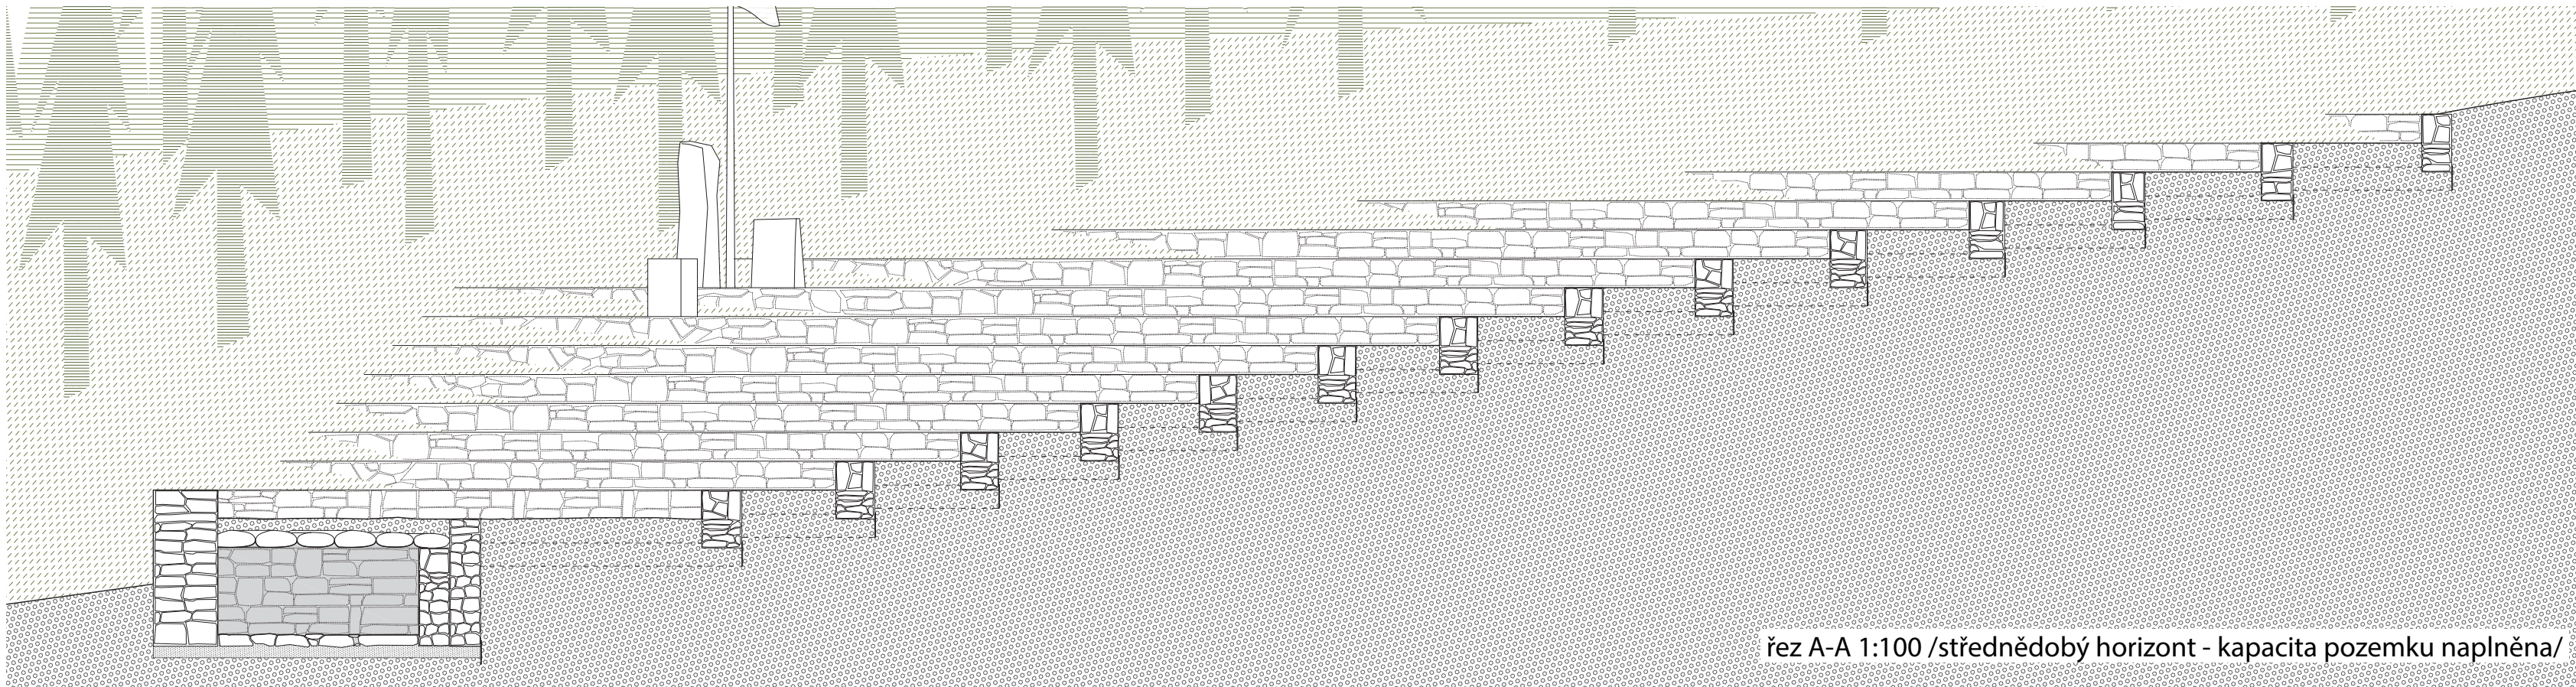 řez A-A 1:100 /střednědobý horizont - kapacita pozemku naplněna/